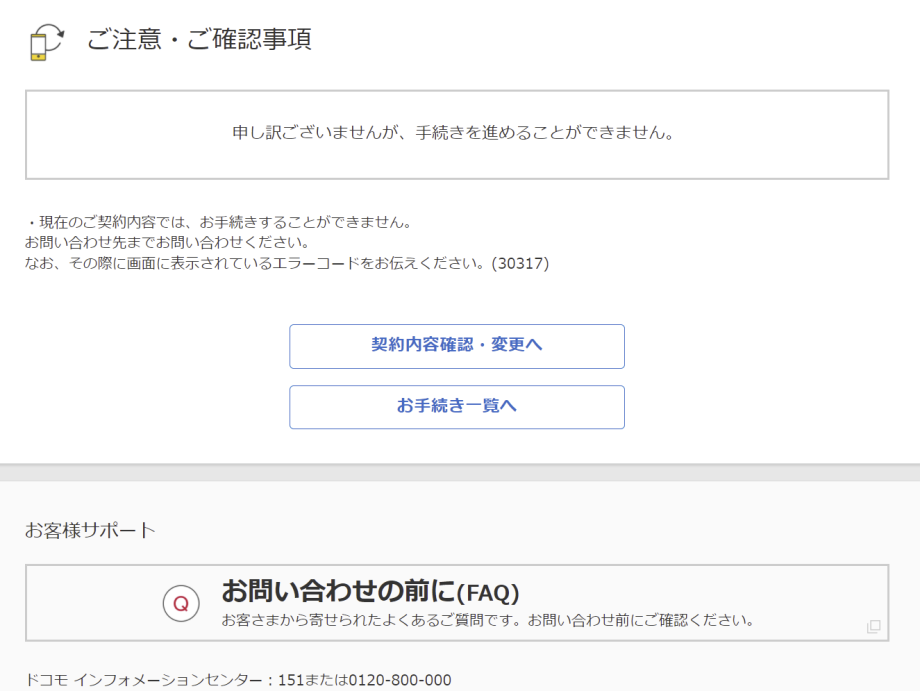 ご注意・ご確認事項
申し訳ございませんが、手続きを進めることができません。
・現在のご契約内容では、お手続きすることができません。
お問い合わせ先までお問い合わせください。
なお、その際に画面に表示されているエラーコードをお伝えください。(30317)
契約内容確認・変更へ
お手続き一覧へ
お客様サポート
Q
お問い合わせの前に(FAQ)
お客さまから寄せられたよくあるご質問です。お問い合わせ前にご確認ください。
ドコモ インフォメーションセンター：151または0120-800-000